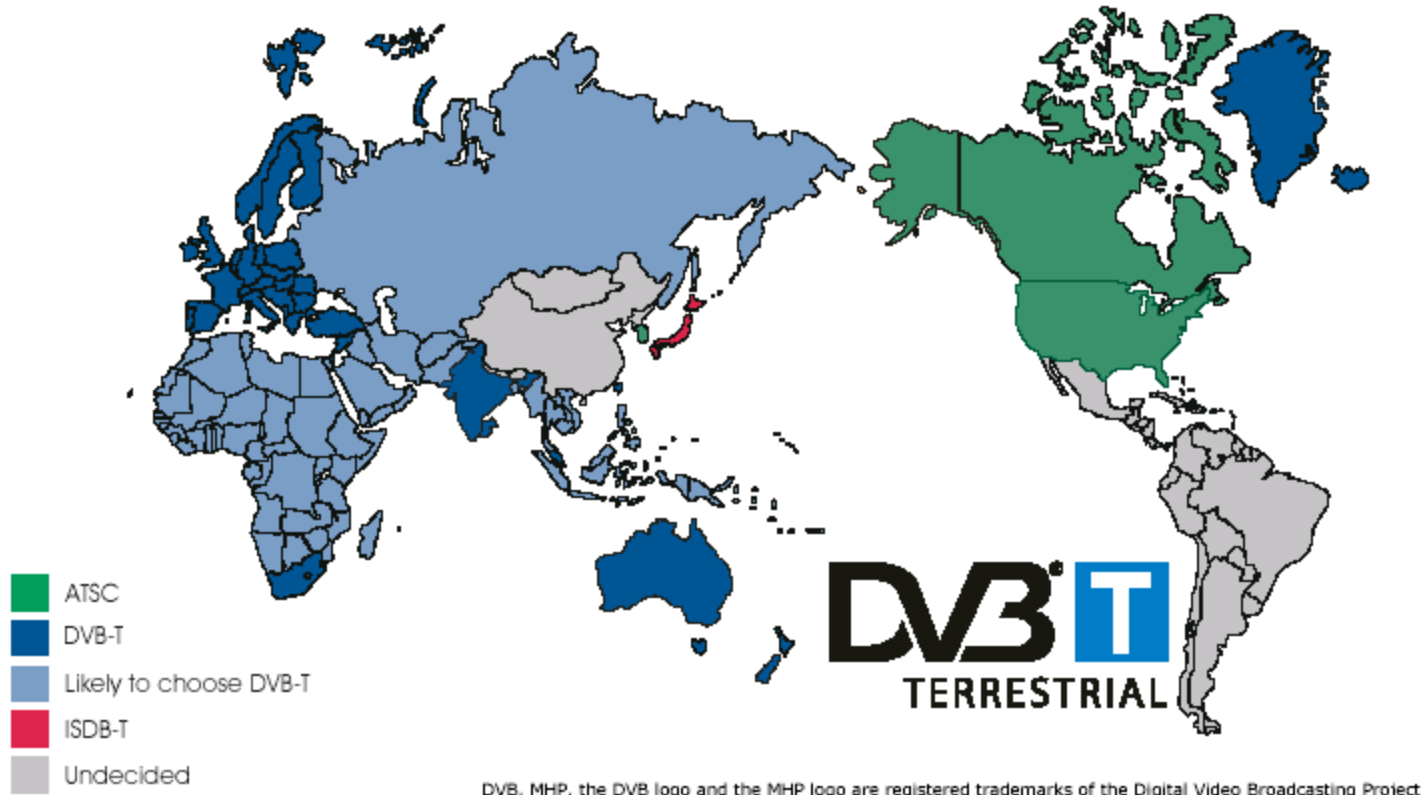 ATSC
DVB-T
Likely to choose DVB-T
ISDB-T
Undecided
DVB® T
TERRESTRIAL
DVB, MHP, the DVB logo and the MHP logo are registered trademarks of the Digital Video Broadcasting Project